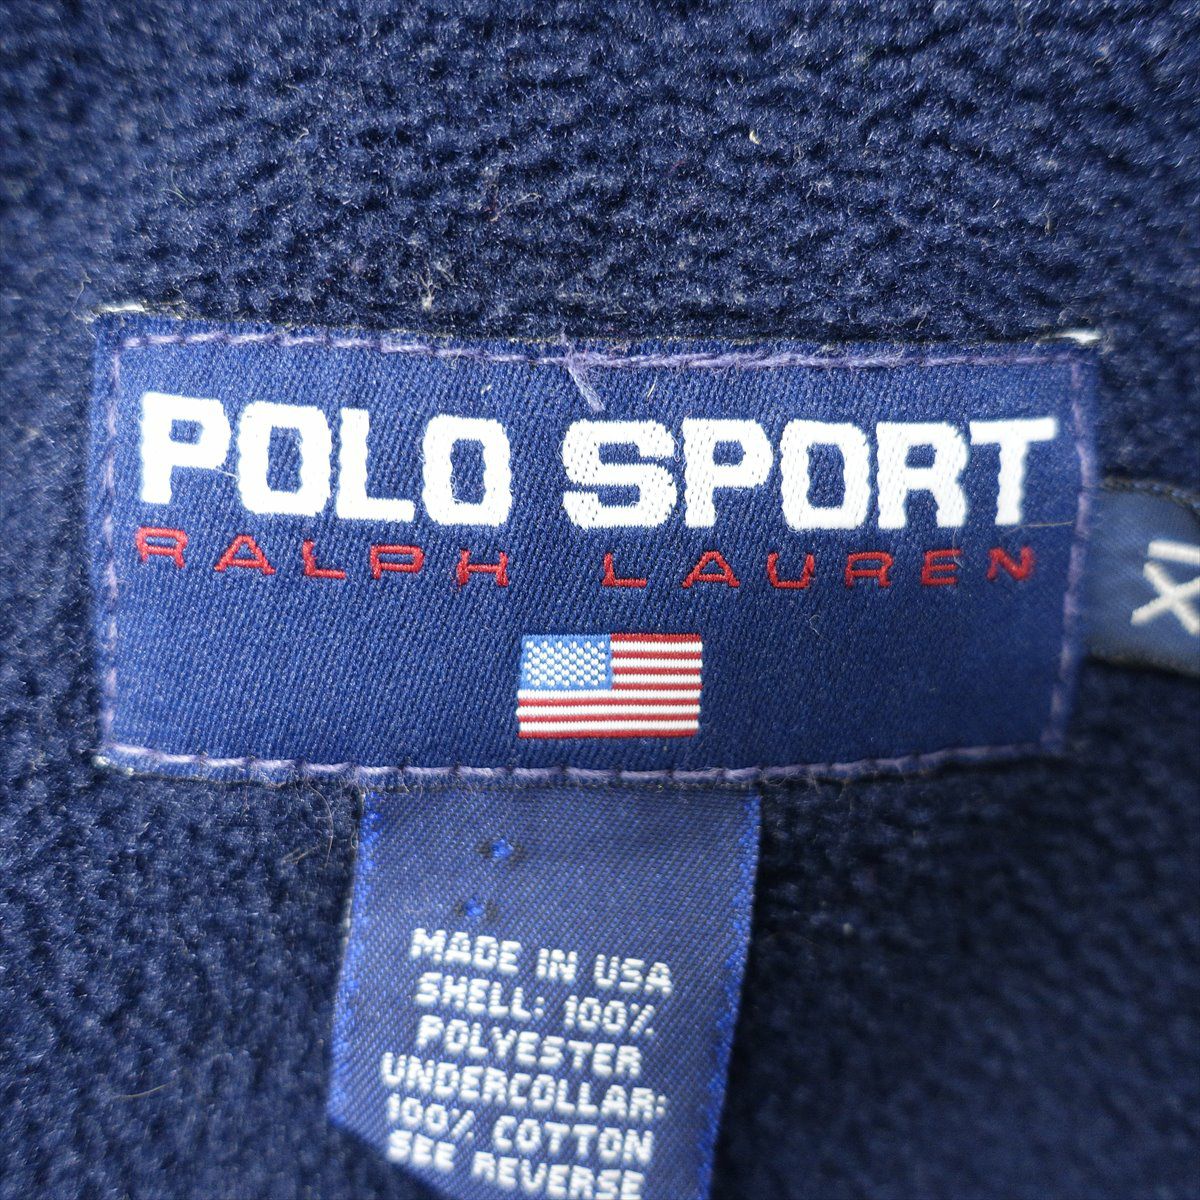 POLO SPORT
RALPH LAUREN
MADE IN USA
SHELL: 100%
POLYESTER
UNDERCOLLAR:
100% COTTON
SEE REVERSE